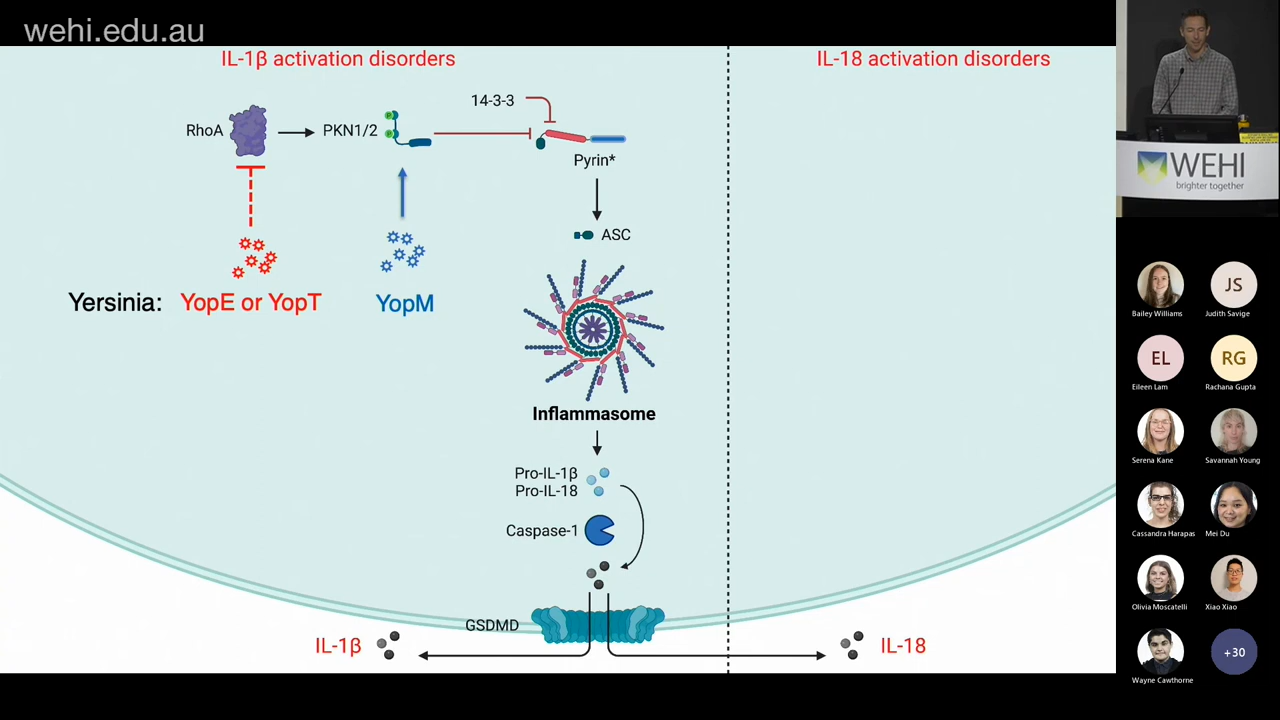 wehi.edu.au
IL-1β activation disorders
IL-18 activation disorders
14-3-3
RhoA
PKN1/2
P
P
Pyrin*
ASC
Yersinia:
YopE or YopT
YopM
Inflammasome
Pro-IL-1β
Pro-IL-18
Caspase-1
GSDMD
IL-1β
IL-18
WEHI
brighter together
Bailey Williams
JS
Judith Savige
EL
Eileen Lam
RG
Rachana Gupta
Serena Kane
Savannah Young
Cassandra Harapas
Mei Du
Olivia Moscatelli
Xiao Xiao
Wayne Cawthorne
+30